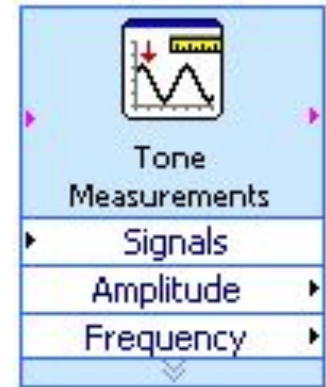 Tone
Measurements
Signals
Amplitude
Frequency